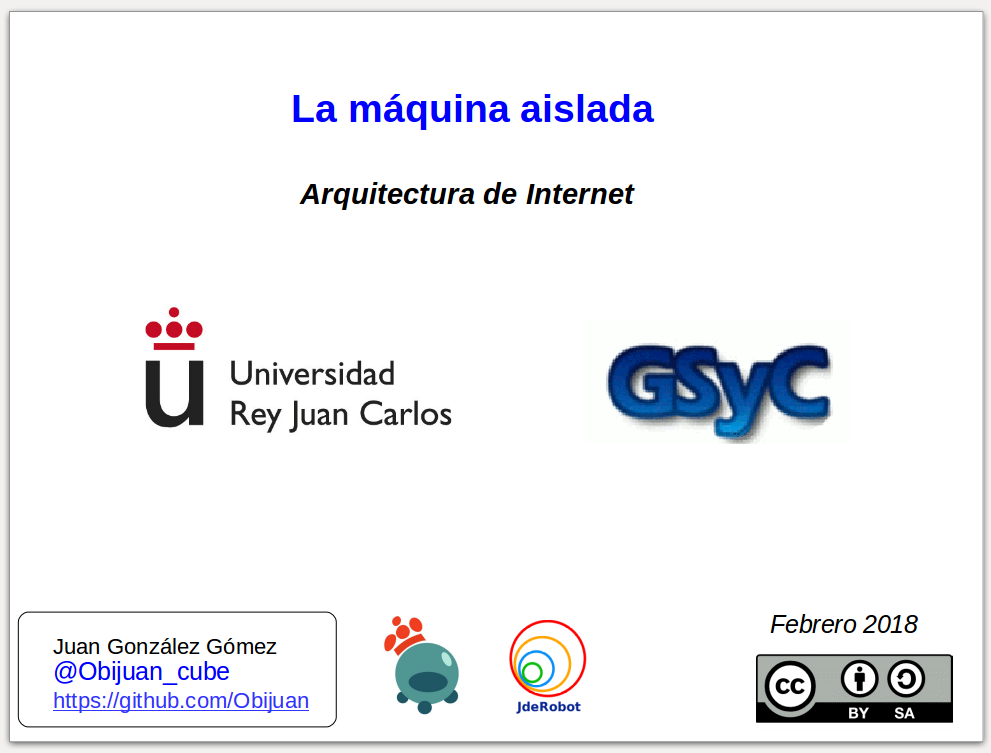 La máquina aislada
Arquitectura de Internet
u
Universidad
Rey Juan Carlos
GSyC
Juan González Gómez
@Obijuan_cube
https://github.com/Obijuan
JdeRobot
Febrero 2018
cc
BY SA